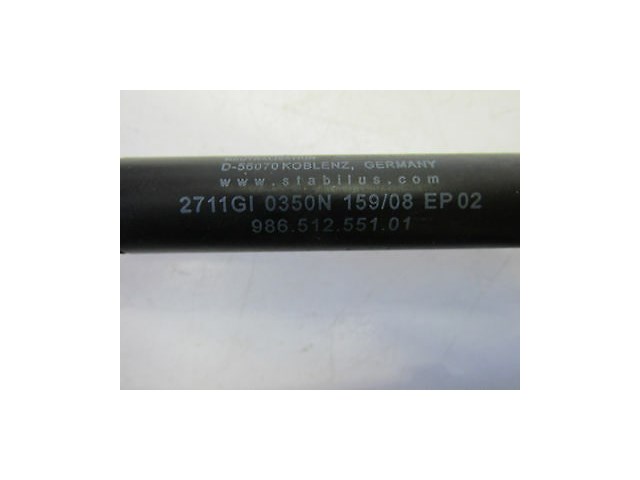 D-56070 KOBLENZ, GERMANY
www.stabilus.com
2711GI 0350N 159/08 EP 02
986.512.551.01